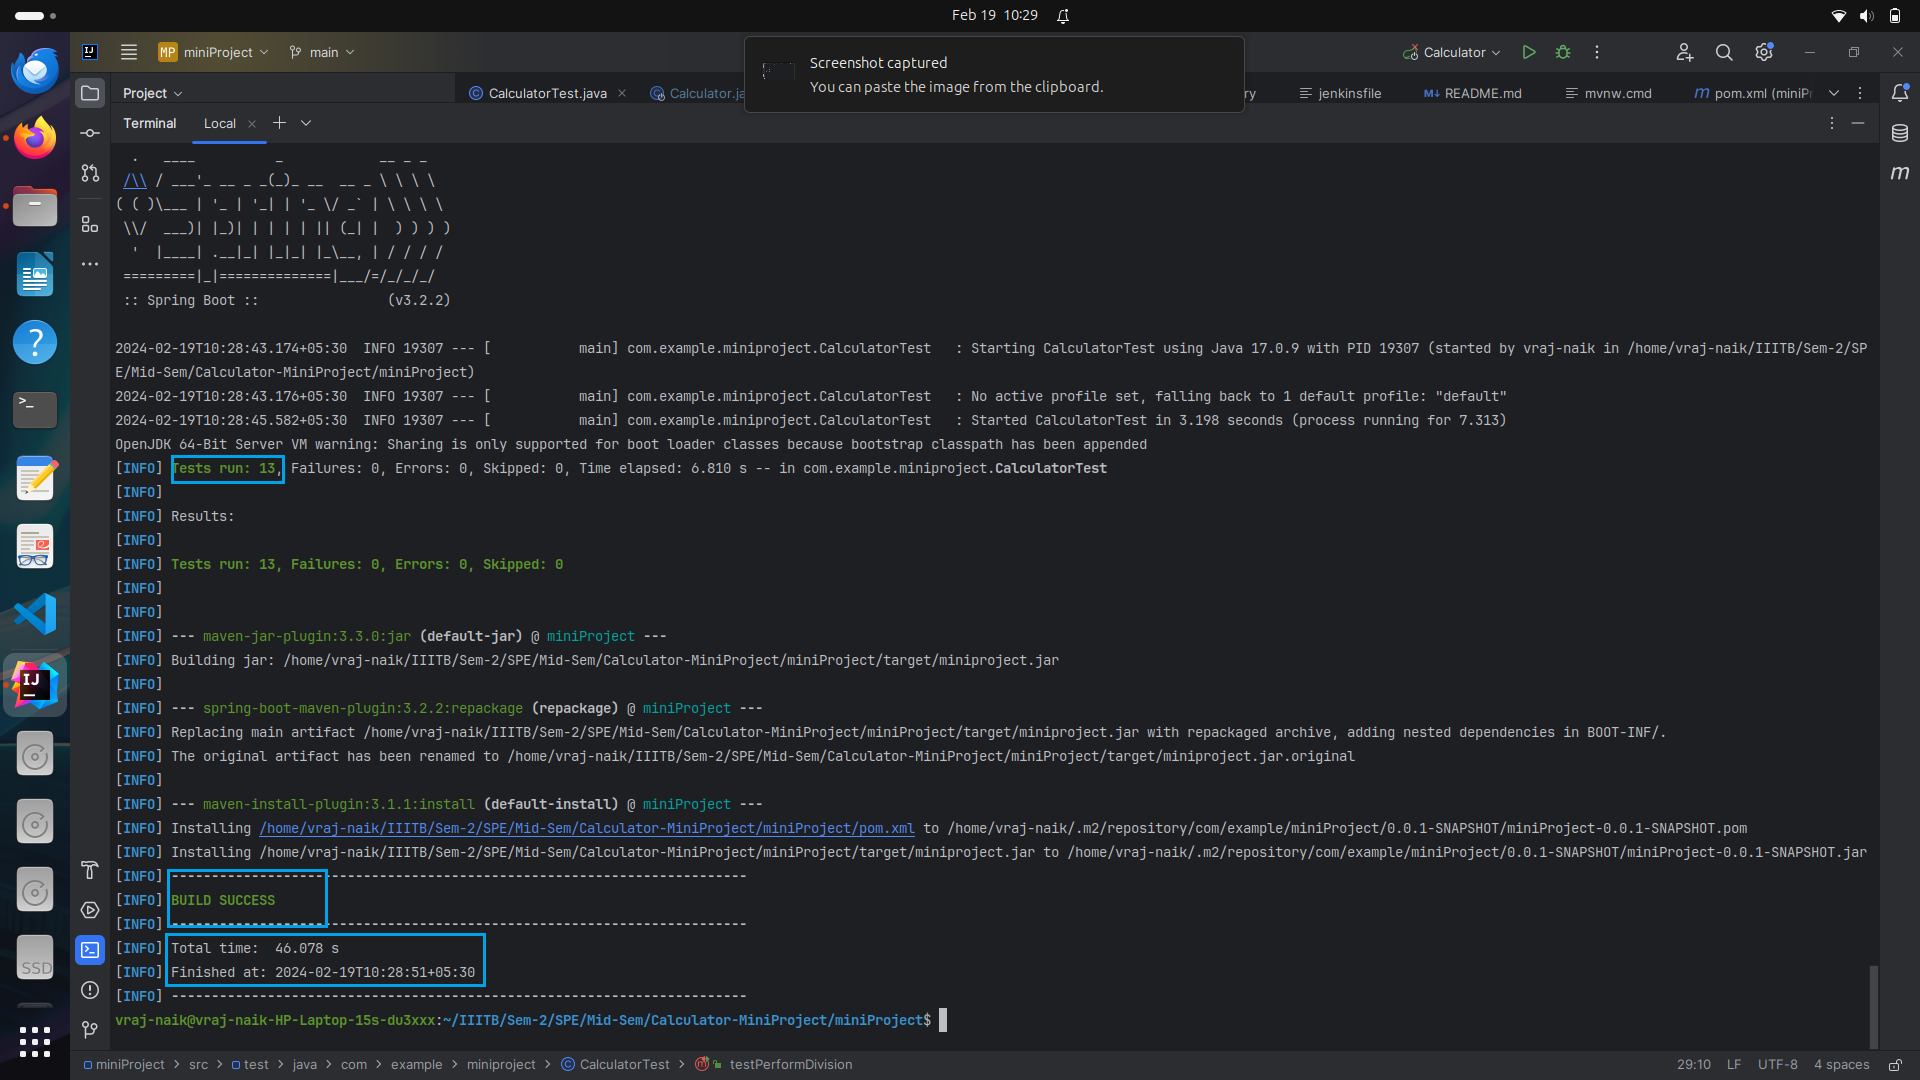 Feb 19 10:29
MP miniProject main Calculator
Screenshot captured
You can paste the image from the clipboard.
Project CalculatorTest.java Calculator.ja ry jenkinsfile README.md mvnw.cmd pom.xml (miniPr
Terminal Local
  .   ____          _            __ _ _
 /\\ / ___'_ __ _ _(_)_ __  __ _ \ \ \ \
( ( )\___ | '_ | '_| | '_ \/ _` | \ \ \ \
 \\/  ___)| |_)| | | | | || (_| |  ) ) ) )
  '  |____| .__|_| |_|_| |_\__, | / / / /
 =========|_|==============|___/=/_/_/_/
 :: Spring Boot ::                (v3.2.2)
2024-02-19T10:28:43.174+05:30  INFO 19307 --- [           main] com.example.miniproject.CalculatorTest   : Starting CalculatorTest using Java 17.0.9 with PID 19307 (started by vraj-naik in /home/vraj-naik/IIITB/Sem-2/SP
E/Mid-Sem/Calculator-MiniProject/miniProject)
2024-02-19T10:28:43.176+05:30  INFO 19307 --- [           main] com.example.miniproject.CalculatorTest   : No active profile set, falling back to 1 default profile: "default"
2024-02-19T10:28:45.582+05:30  INFO 19307 --- [           main] com.example.miniproject.CalculatorTest   : Started CalculatorTest in 3.198 seconds (process running for 7.313)
OpenJDK 64-Bit Server VM warning: Sharing is only supported for boot loader classes because bootstrap classpath has been appended
[INFO] Tests run: 13, Failures: 0, Errors: 0, Skipped: 0, Time elapsed: 6.810 s -- in com.example.miniproject.CalculatorTest
[INFO]
[INFO] Results:
[INFO]
[INFO] Tests run: 13, Failures: 0, Errors: 0, Skipped: 0
[INFO]
[INFO]
[INFO] --- maven-jar-plugin:3.3.0:jar (default-jar) @ miniProject ---
[INFO] Building jar: /home/vraj-naik/IIITB/Sem-2/SPE/Mid-Sem/Calculator-MiniProject/miniProject/target/miniproject.jar
[INFO]
[INFO] --- spring-boot-maven-plugin:3.2.2:repackage (repackage) @ miniProject ---
[INFO] Replacing main artifact /home/vraj-naik/IIITB/Sem-2/SPE/Mid-Sem/Calculator-MiniProject/miniProject/target/miniproject.jar with repackaged archive, adding nested dependencies in BOOT-INF/.
[INFO] The original artifact has been renamed to /home/vraj-naik/IIITB/Sem-2/SPE/Mid-Sem/Calculator-MiniProject/miniProject/target/miniproject.jar.original
[INFO]
[INFO] --- maven-install-plugin:3.1.1:install (default-install) @ miniProject ---
[INFO] Installing /home/vraj-naik/IIITB/Sem-2/SPE/Mid-Sem/Calculator-MiniProject/miniProject/pom.xml to /home/vraj-naik/.m2/repository/com/example/miniProject/0.0.1-SNAPSHOT/miniProject-0.0.1-SNAPSHOT.pom
[INFO] Installing /home/vraj-naik/IIITB/Sem-2/SPE/Mid-Sem/Calculator-MiniProject/miniProject/target/miniproject.jar to /home/vraj-naik/.m2/repository/com/example/miniProject/0.0.1-SNAPSHOT/miniProject-0.0.1-SNAPSHOT.jar
[INFO] ------------------------------------------------------------------------
[INFO] BUILD SUCCESS
[INFO] ------------------------------------------------------------------------
[INFO] Total time:  46.078 s
[INFO] Finished at: 2024-02-19T10:28:51+05:30
[INFO] ------------------------------------------------------------------------
vraj-naik@vraj-naik-HP-Laptop-15s-du3xxx:~/IIITB/Sem-2/SPE/Mid-Sem/Calculator-MiniProject/miniProject$
miniProject > src > test > java > com > example > miniproject > CalculatorTest > testPerformDivision 29:10 LF UTF-8 4 spaces
SSD